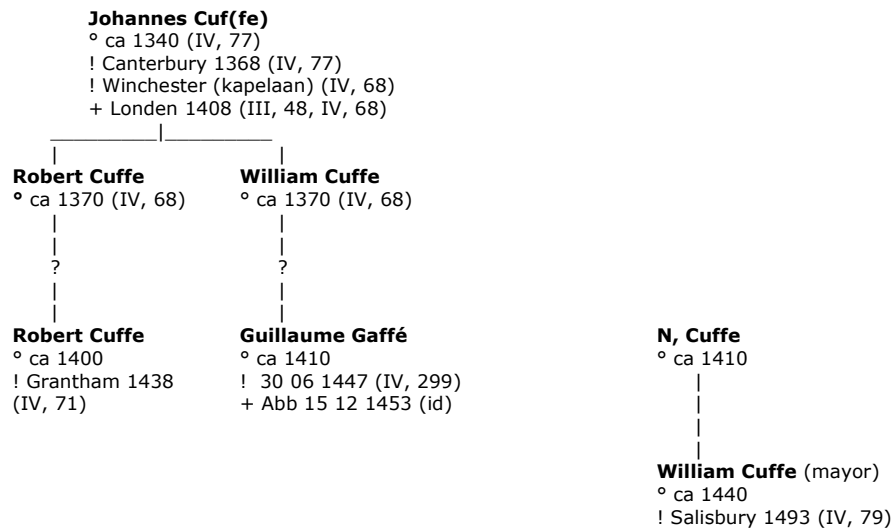 Johannes Cuf(fe)
° ca 1340 (IV, 77)
! Canterbury 1368 (IV, 77)
! Winchester (kapelaan) (IV, 68)
+ Londen 1408 (III, 48, IV, 68)
__________|__________
| |
Robert Cuffe William Cuffe
° ca 1370 (IV, 68) ° ca 1370 (IV, 68)
| |
| |
? ?
| |
| |
Robert Cuffe Guillaume Gaffé N, Cuffe
° ca 1400 ° ca 1410 ° ca 1410
! Grantham 1438 ! 30 06 1447 (IV, 299) |
(IV, 71) + Abb 15 12 1453 (id) |
|
|
William Cuffe (mayor)
° ca 1440
! Salisbury 1493 (IV, 79)